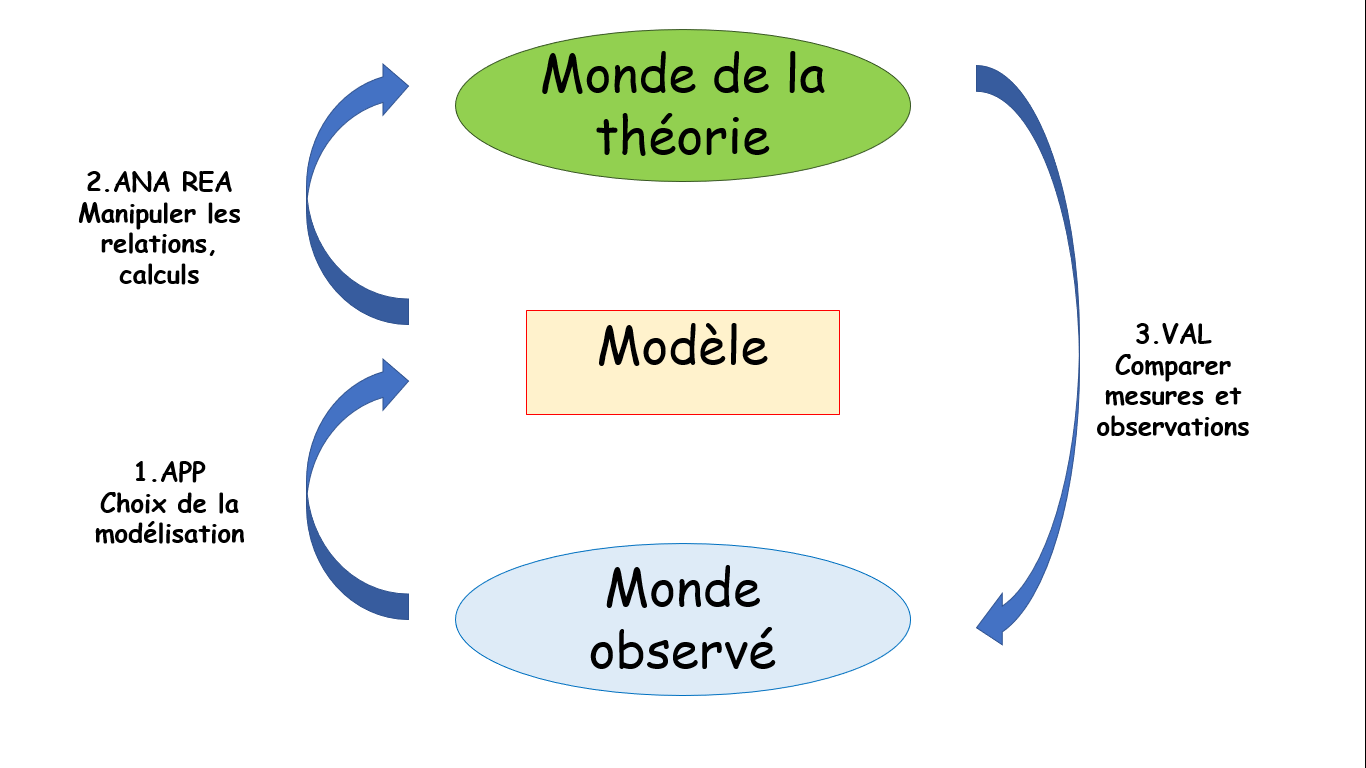 Monde de la
théorie
2.ANA REA
Manipuler les
relations,
calculs
Modèle
3.VAL
Comparer
mesures et
observations
1.APP
Choix de la
modélisation
Monde
observé